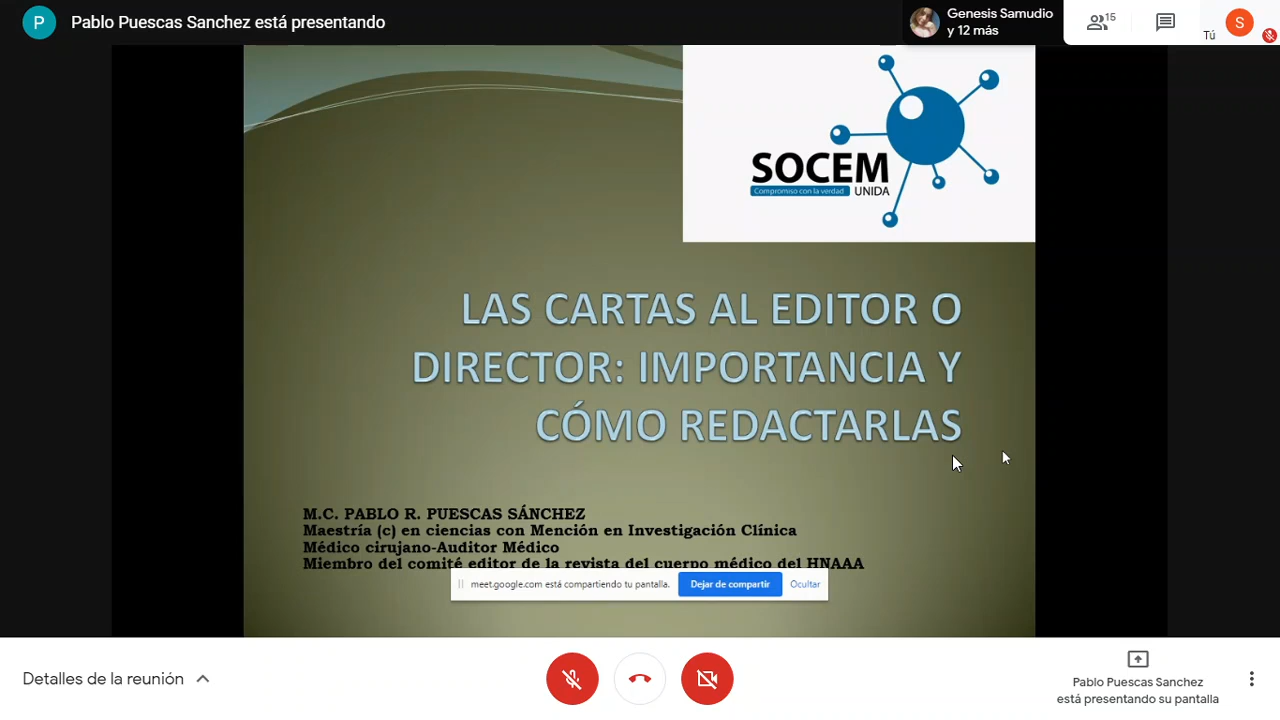 P
Pablo Puescas Sanchez está presentando
Genesis Samudio
y 12 más
15
Tú
S
SOCEM
Compromiso con la verdad UNIDA
LAS CARTAS AL EDITOR O
DIRECTOR: IMPORTANCIA Y
CÓMO REDACTARLAS
M.C. PABLO R. PUESCAS SÁNCHEZ
Maestría (c) en ciencias con Mención en Investigación Clínica
Médico cirujano-Auditor Médico
Miembro del comité editor de la revista del cuerpo médico del HNAAA
meet.google.com está compartiendo tu pantalla. Dejar de compartir Ocultar
Detalles de la reunión
Pablo Puescas Sanchez
está presentando su pantalla